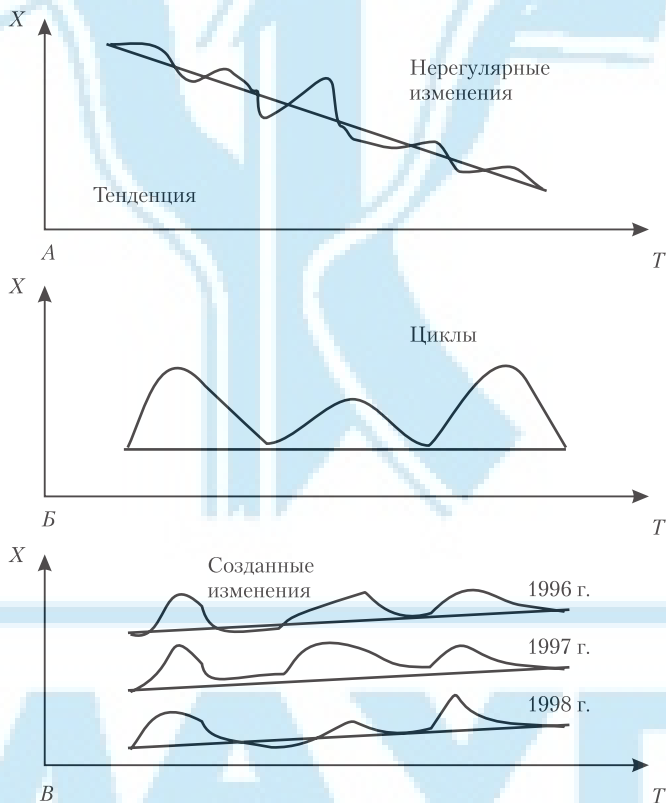 X
Нерегулярные
изменения
Тенденция
А
T
X
Циклы
Б
T
X
Созданные
изменения
1996 г.
1997 г.
1998 г.
В
T